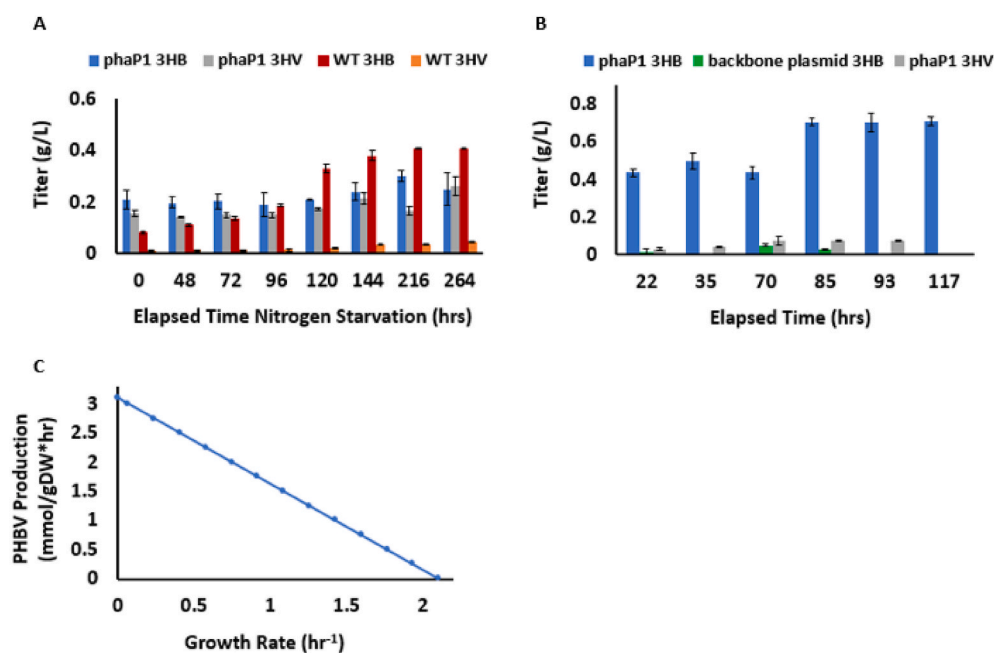 A
phaP1 3HB phaP1 3HV WT 3HB WT 3HV
Titer (g/L)
0.6
0.4
0.2
0
0 48 72 96 120 144 216 264
Elapsed Time Nitrogen Starvation (hrs)
B
phaP1 3HB backbone plasmid 3HB phaP1 3HV
Titer (g/L)
0.8
0.6
0.4
0.2
0
22 35 70 85 93 117
Elapsed Time (hrs)
C
PHBV Production
(mmol/gDW*hr)
3
2.5
2
1.5
1
0.5
0
0 0.5 1 1.5 2
Growth Rate (hr⁻¹)